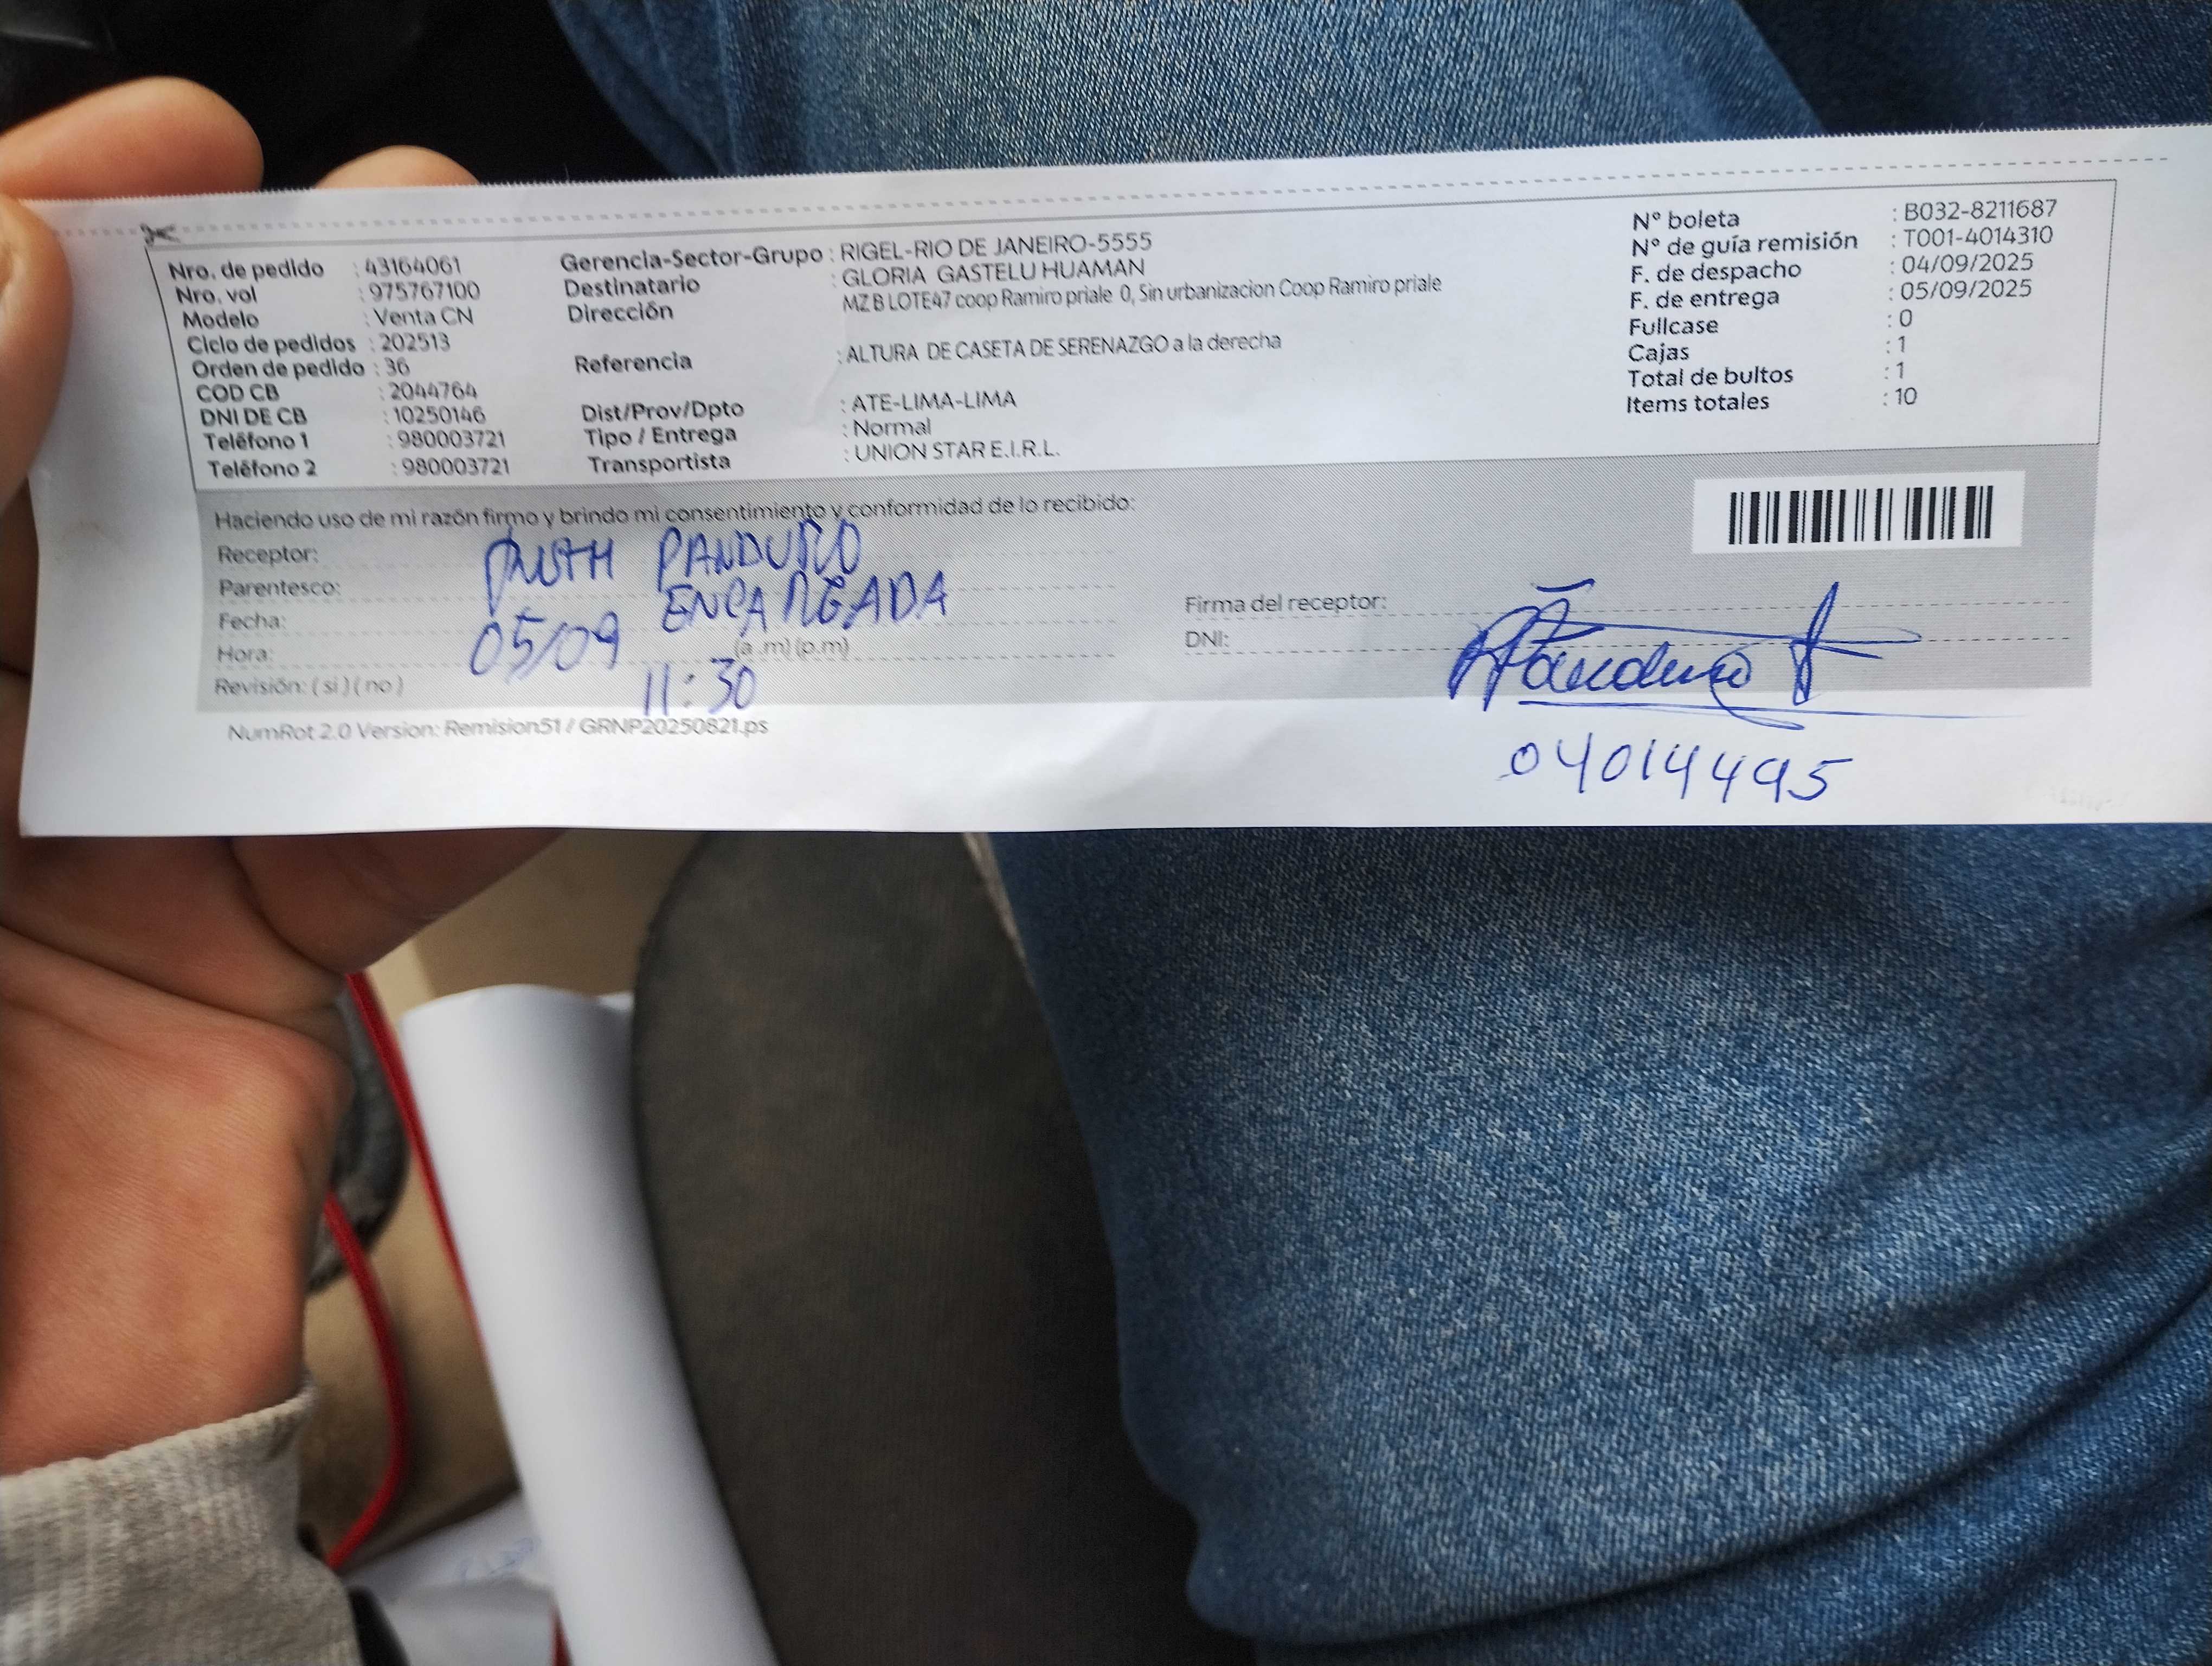 Nro. de pedido : 43164061
Nro. vol : 975767100
Modelo : Venta CN
Ciclo de pedidos : 202513
Orden de pedido : 36
COD CB : 2044764
DNI DE CB : 10250146
Teléfono 1 : 980003721
Teléfono 2 : 980003721
Gerencia-Sector-Grupo : RIGEL-RIO DE JANEIRO-5555
Destinatario : GLORIA GASTELU HUAMAN
Dirección MZ B LOTE47 coop Ramiro priale 0, Sin urbanizacion Coop Ramiro priale
Referencia : ALTURA DE CASETA DE SERENAZGO a la derecha
Dist/Prov/Dpto : ATE-LIMA-LIMA
Tipo / Entrega : Normal
Transportista : UNION STAR E.I.R.L.
N° boleta : B032-8211687
N° de guía remisión : T001-4014310
F. de despacho : 04/09/2025
F. de entrega : 05/09/2025
Fullcase : 0
Cajas : 1
Total de bultos : 1
Items totales : 10
Haciendo uso de mi razón firmo y brindo mi consentimiento y conformidad de lo recibido:
Receptor: RUTH PANDURO
Parentesco: ENCARGADA
Fecha: 05/09
Hora: (a .m) (p.m)
11:30
Revisión: ( si ) ( no )
Firma del receptor: Panduro
DNI:
04014495
NumRot 2.0 Version: Remision51 / GRNP20250821.ps